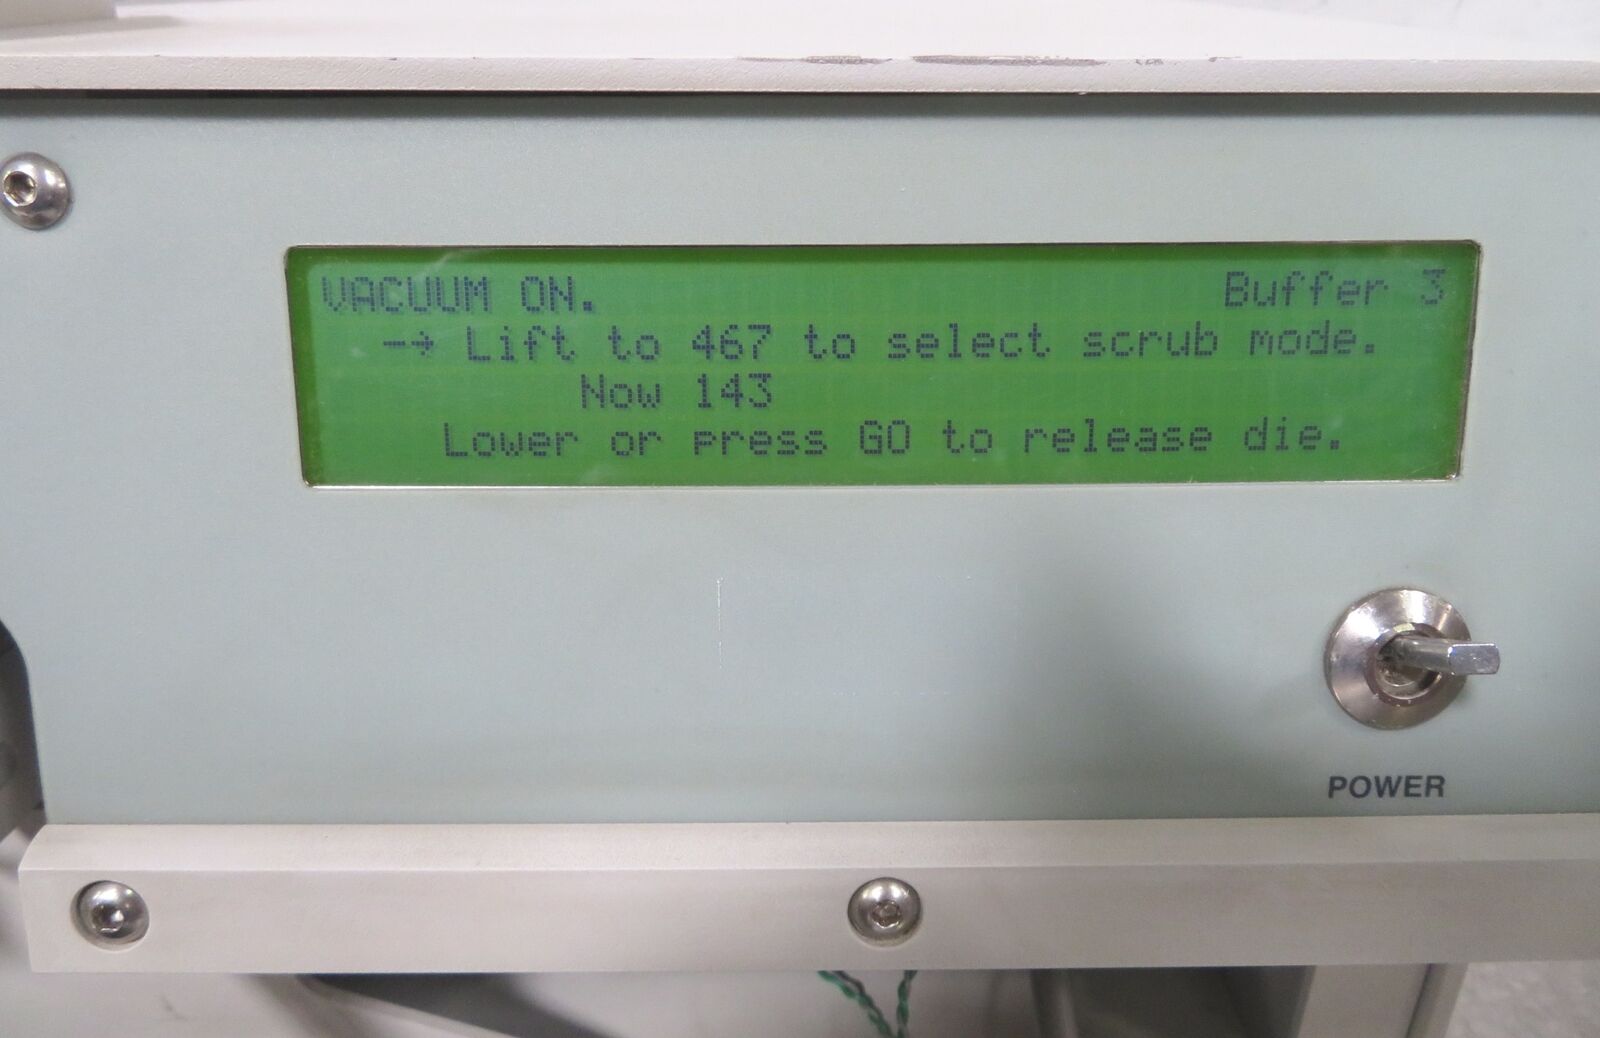 VACUUM ON. Buffer 3
→ Lift to 467 to select scrub mode.
Now 143
Lower or press GO to release die.
POWER